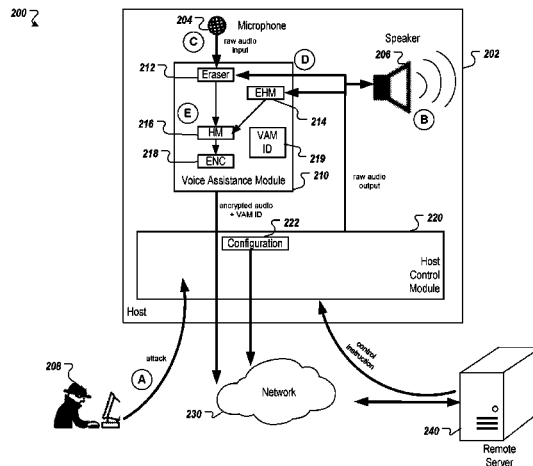 200
204
Microphone
C
raw audio
input
Speaker
206
202
D
212
Eraser
EHM
214
B
E
216
HM
218
ENC
VAM
ID
219
210
Voice Assistance Module
encrypted audio
+ VAM ID
raw audio
output
222
220
Configuration
Host
Control
Module
Host
208
A
attack
control
instruction
Network
230
240
Remote
Server